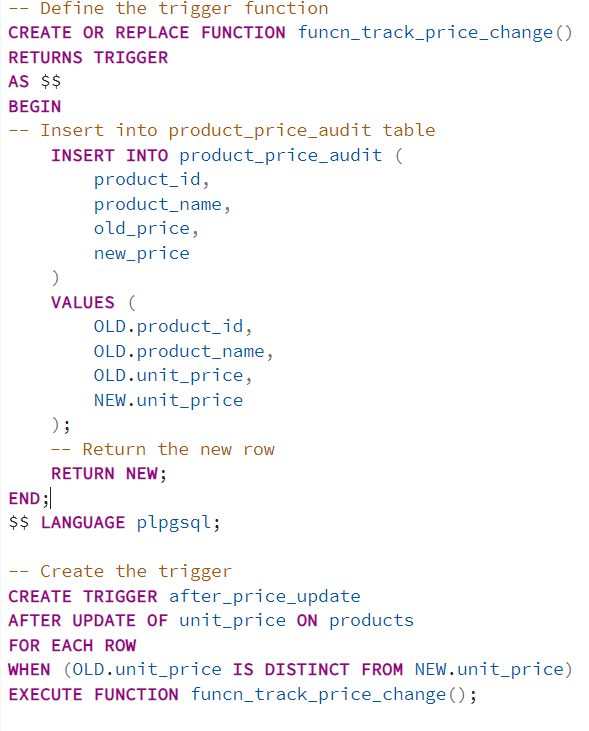 -- Define the trigger function
CREATE OR REPLACE FUNCTION funcn_track_price_change()
RETURNS TRIGGER
AS $$
BEGIN
-- Insert into product_price_audit table
    INSERT INTO product_price_audit (
        product_id,
        product_name,
        old_price,
        new_price
    )
    VALUES (
        OLD.product_id,
        OLD.product_name,
        OLD.unit_price,
        NEW.unit_price
    );
    -- Return the new row
    RETURN NEW;
END;
$$ LANGUAGE plpgsql;

-- Create the trigger
CREATE TRIGGER after_price_update
AFTER UPDATE OF unit_price ON products
FOR EACH ROW
WHEN (OLD.unit_price IS DISTINCT FROM NEW.unit_price)
EXECUTE FUNCTION funcn_track_price_change();